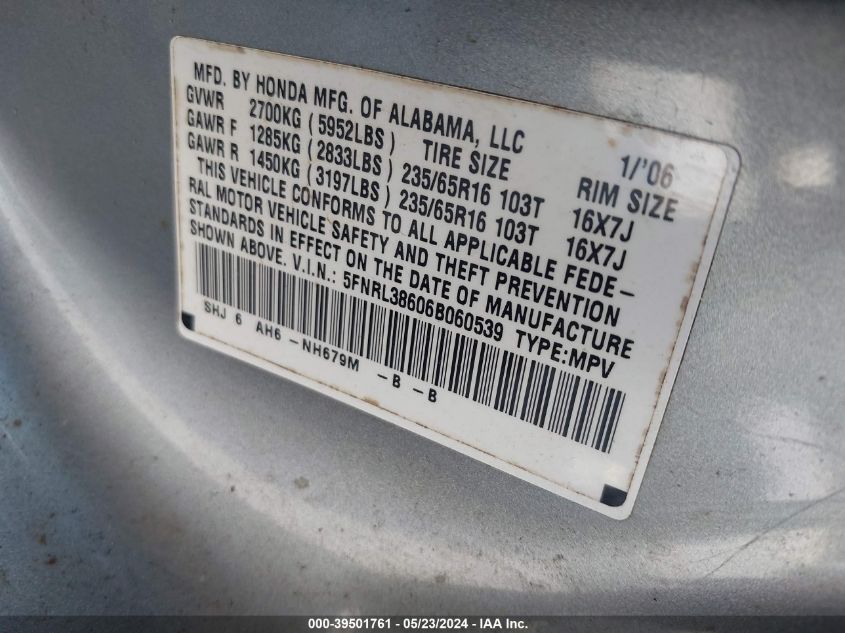 MFD. BY HONDA MFG. OF ALABAMA, LLC 1/'06
GVWR 2700KG ( 5952LBS ) TIRE SIZE RIM SIZE
GAWR F 1285KG ( 2833LBS ) 235/65R16 103T 16X7J
GAWR R 1450KG ( 3197LBS ) 235/65R16 103T 16X7J
THIS VEHICLE CONFORMS TO ALL APPLICABLE FEDE-
RAL MOTOR VEHICLE SAFETY AND THEFT PREVENTION
STANDARDS IN EFFECT ON THE DATE OF MANUFACTURE
SHOWN ABOVE. V.I.N.: 5FNRL38606B060539 TYPE:MPV
SHJ 6 AH6 -NH679M -B -B
000-39501761 - 05/23/2024 - IAA Inc.